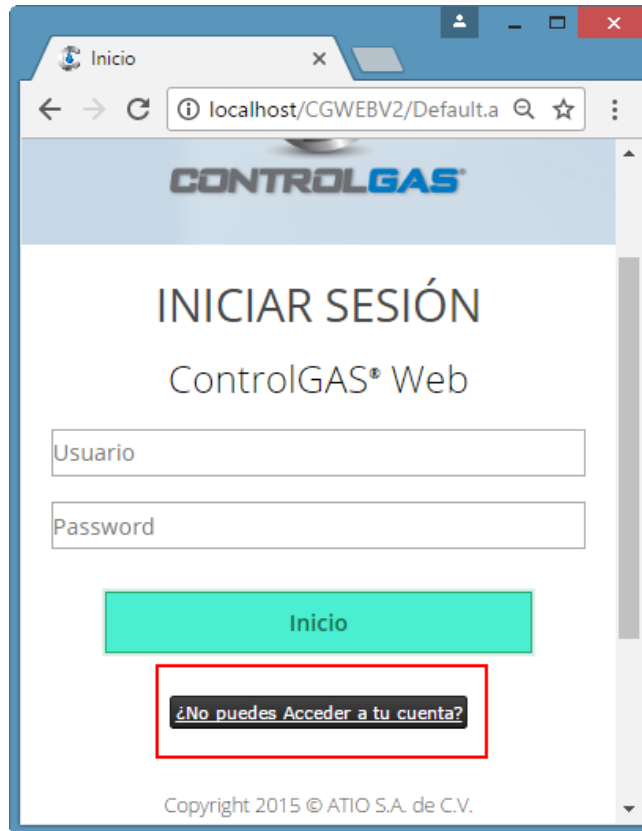 Inicio
localhost/CGWEBV2/Default.a
CONTROLGAS®
INICIAR SESIÓN
ControlGAS® Web
Usuario
Password
Inicio
¿No puedes Acceder a tu cuenta?
Copyright 2015 © ATIO S.A. de C.V.